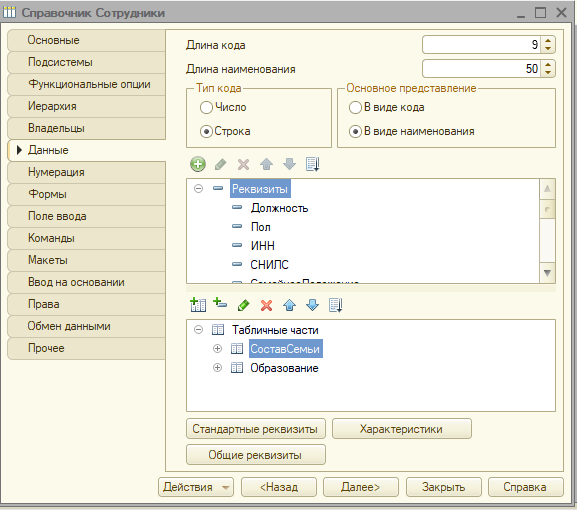 Справочник Сотрудники
Основные
Подсистемы
Функциональные опции
Иерархия
Владельцы
Данные
Нумерация
Формы
Поле ввода
Команды
Макеты
Ввод на основании
Права
Обмен данными
Прочее
Длина кода 9
Длина наименования 50
Тип кода
Число
Строка
Основное представление
В виде кода
В виде наименования
Реквизиты
Должность
Пол
ИНН
СНИЛС
СемейноеПоложение
Табличные части
СоставСемьи
Образование
Стандартные реквизиты
Характеристики
Общие реквизиты
Действия
<Назад
Далее>
Закрыть
Справка